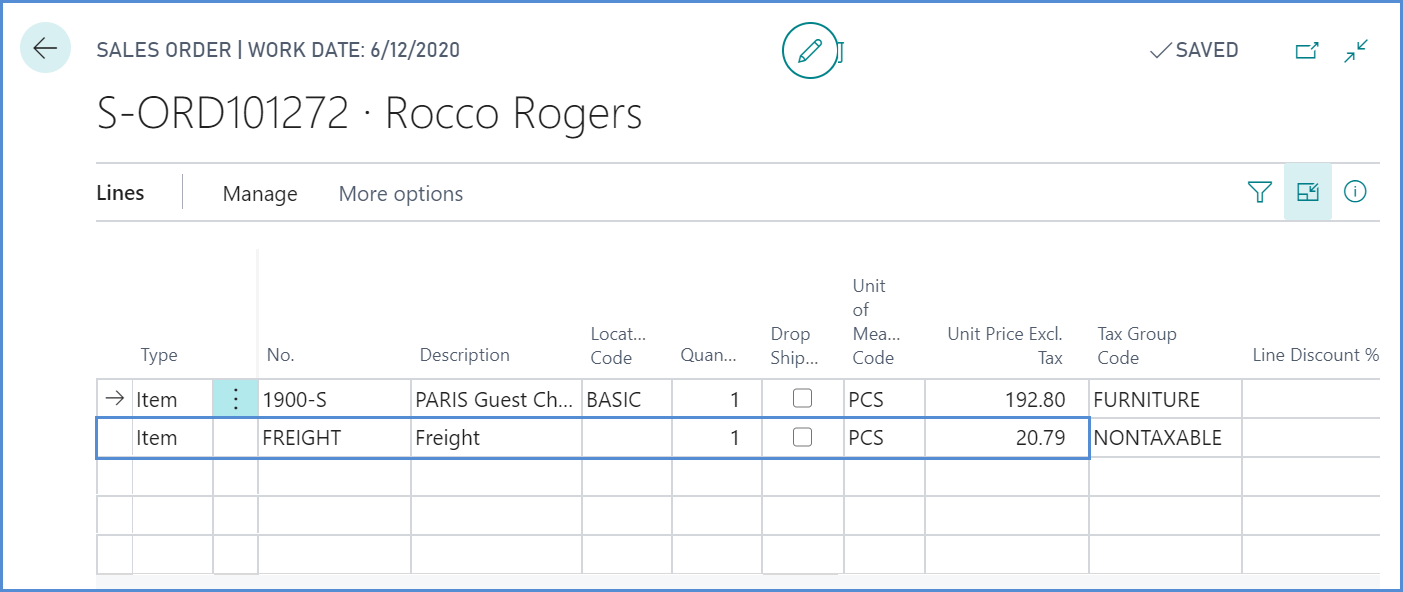 SALES ORDER | WORK DATE: 6/12/2020
SAVED
S-ORD101272 · Rocco Rogers
Lines
Manage
More options
Type
No.
Description
Locat... Code
Quan...
Drop Ship...
Unit of Mea... Code
Unit Price Excl. Tax
Tax Group Code
Line Discount %
Item 1900-S PARIS Guest Ch... BASIC 1 PCS 192.80 FURNITURE
Item FREIGHT Freight 1 PCS 20.79 NONTAXABLE